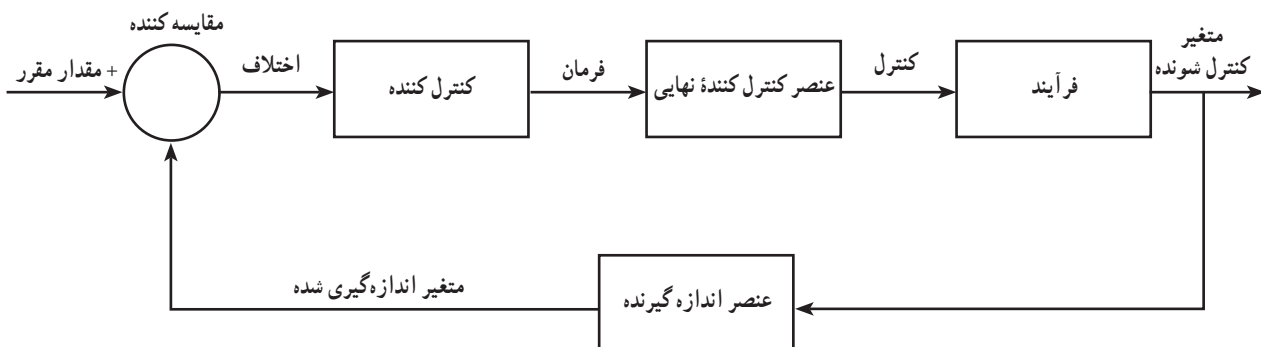 مقایسه کننده
+ مقدار مقرر
اختلاف
کنترل کننده
فرمان
عنصر کنترل کنندهٔ نهایی
کنترل
فرآیند
متغیر
کنترل شونده
متغیر اندازه‌گیری شده
عنصر اندازه گیرنده